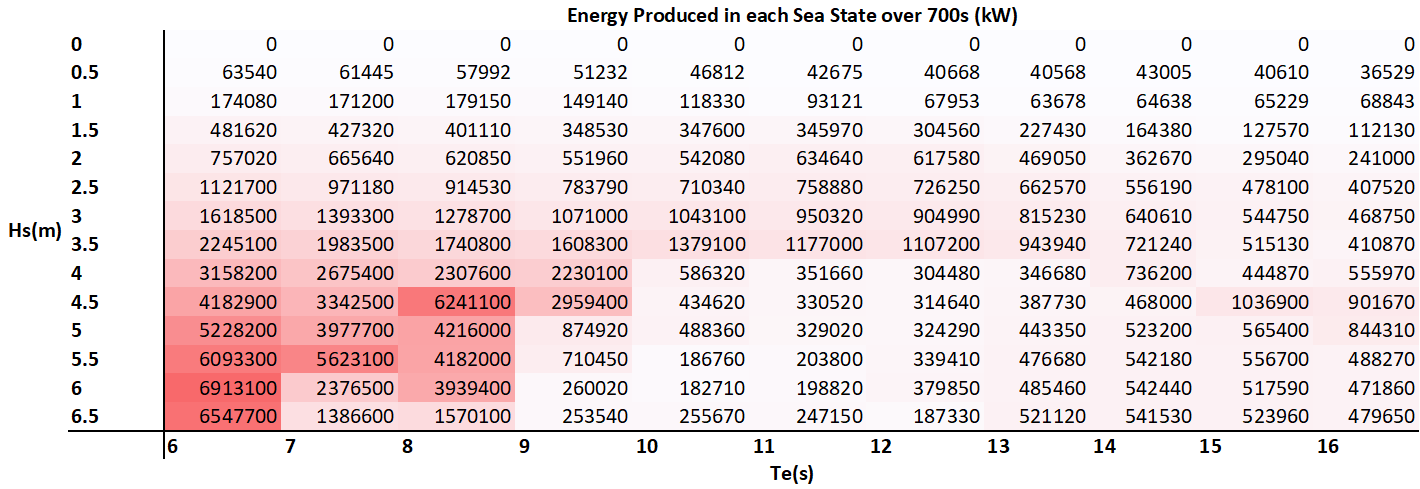 Energy Produced in each Sea State over 700s (kW)
0 0 0 0 0 0 0 0 0 0 0 0
0.5 63540 61445 57992 51232 46812 42675 40668 40568 43005 40610 36529
1 174080 171200 179150 149140 118330 93121 67953 63678 64638 65229 68843
1.5 481620 427320 401110 348530 347600 345970 304560 227430 164380 127570 112130
2 757020 665640 620850 551960 542080 634640 617580 469050 362670 295040 241000
2.5 1121700 971180 914530 783790 710340 758880 726250 662570 556190 478100 407520
3 1618500 1393300 1278700 1071000 1043100 950320 904990 815230 640610 544750 468750
Hs(m)
3.5 2245100 1983500 1740800 1608300 1379100 1177000 1107200 943940 721240 515130 410870
4 3158200 2675400 2307600 2230100 586320 351660 304480 346680 736200 444870 555970
4.5 4182900 3342500 6241100 2959400 434620 330520 314640 387730 468000 1036900 901670
5 5228200 3977700 4216000 874920 488360 329020 324290 443350 523200 565400 844310
5.5 6093300 5623100 4182000 710450 186760 203800 339410 476680 542180 556700 488270
6 6913100 2376500 3939400 260020 182710 198820 379850 485460 542440 517590 471860
6.5 6547700 1386600 1570100 253540 255670 247150 187330 521120 541530 523960 479650
6 7 8 9 10 11 12 13 14 15 16
Te(s)